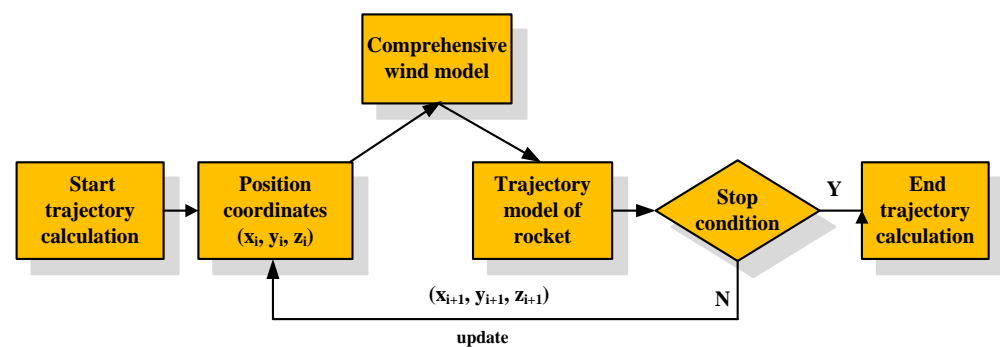 Comprehensive
wind model
Start
trajectory
calculation
Position
coordinates
(xᵢ, yᵢ, zᵢ)
Trajectory
model of
rocket
Stop
condition
Y
End
trajectory
calculation
N
(xᵢ₊₁, yᵢ₊₁, zᵢ₊₁)
update